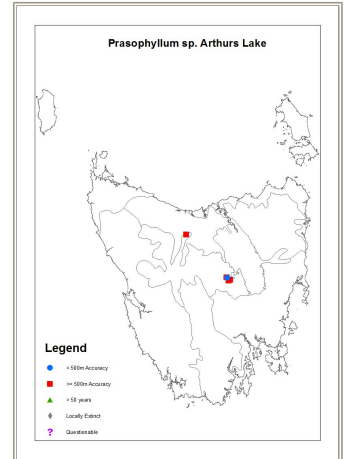 Prasophyllum sp. Arthurs Lake
Legend
< 500m Accuracy
>= 500m Accuracy
> 50 years
Locally Extinct
? Questionable